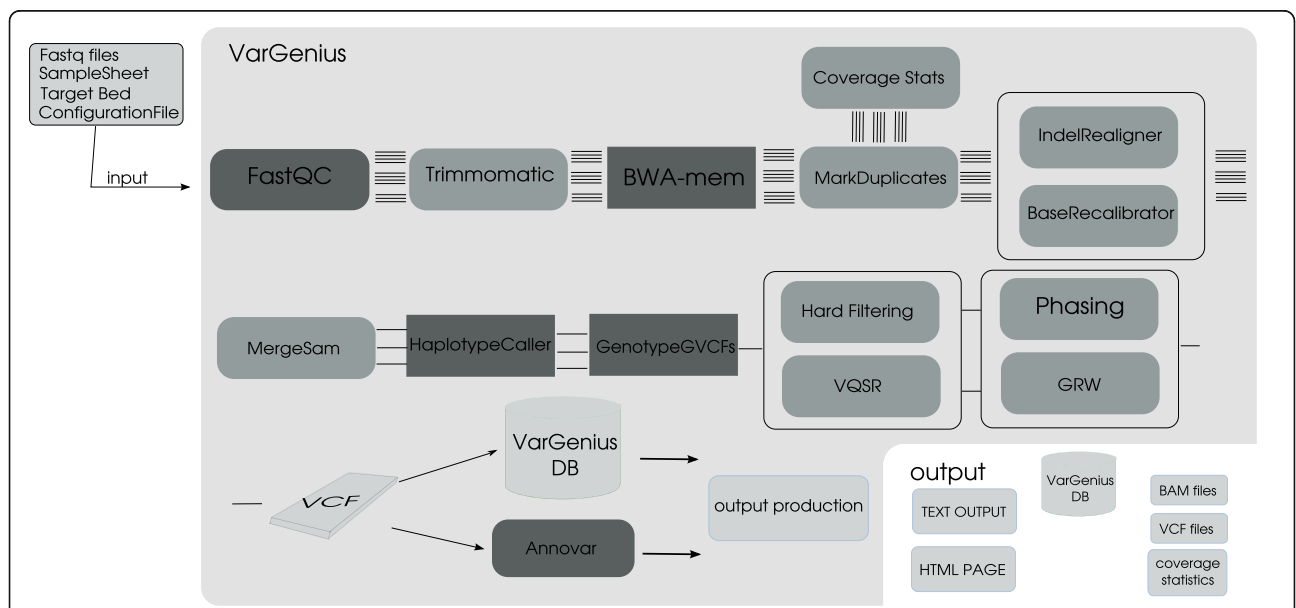 Fastq files
SampleSheet
Target Bed
ConfigurationFile
input
VarGenius
FastQC
Trimmomatic
BWA-mem
Coverage Stats
MarkDuplicates
IndelRealigner
BaseRecalibrator
MergeSam
HaplotypeCaller
GenotypeGVCFs
Hard Filtering
VQSR
Phasing
GRW
VCF
VarGenius
DB
Annovar
output production
output
TEXT OUTPUT
HTML PAGE
VarGenius
DB
BAM files
VCF files
coverage
statistics